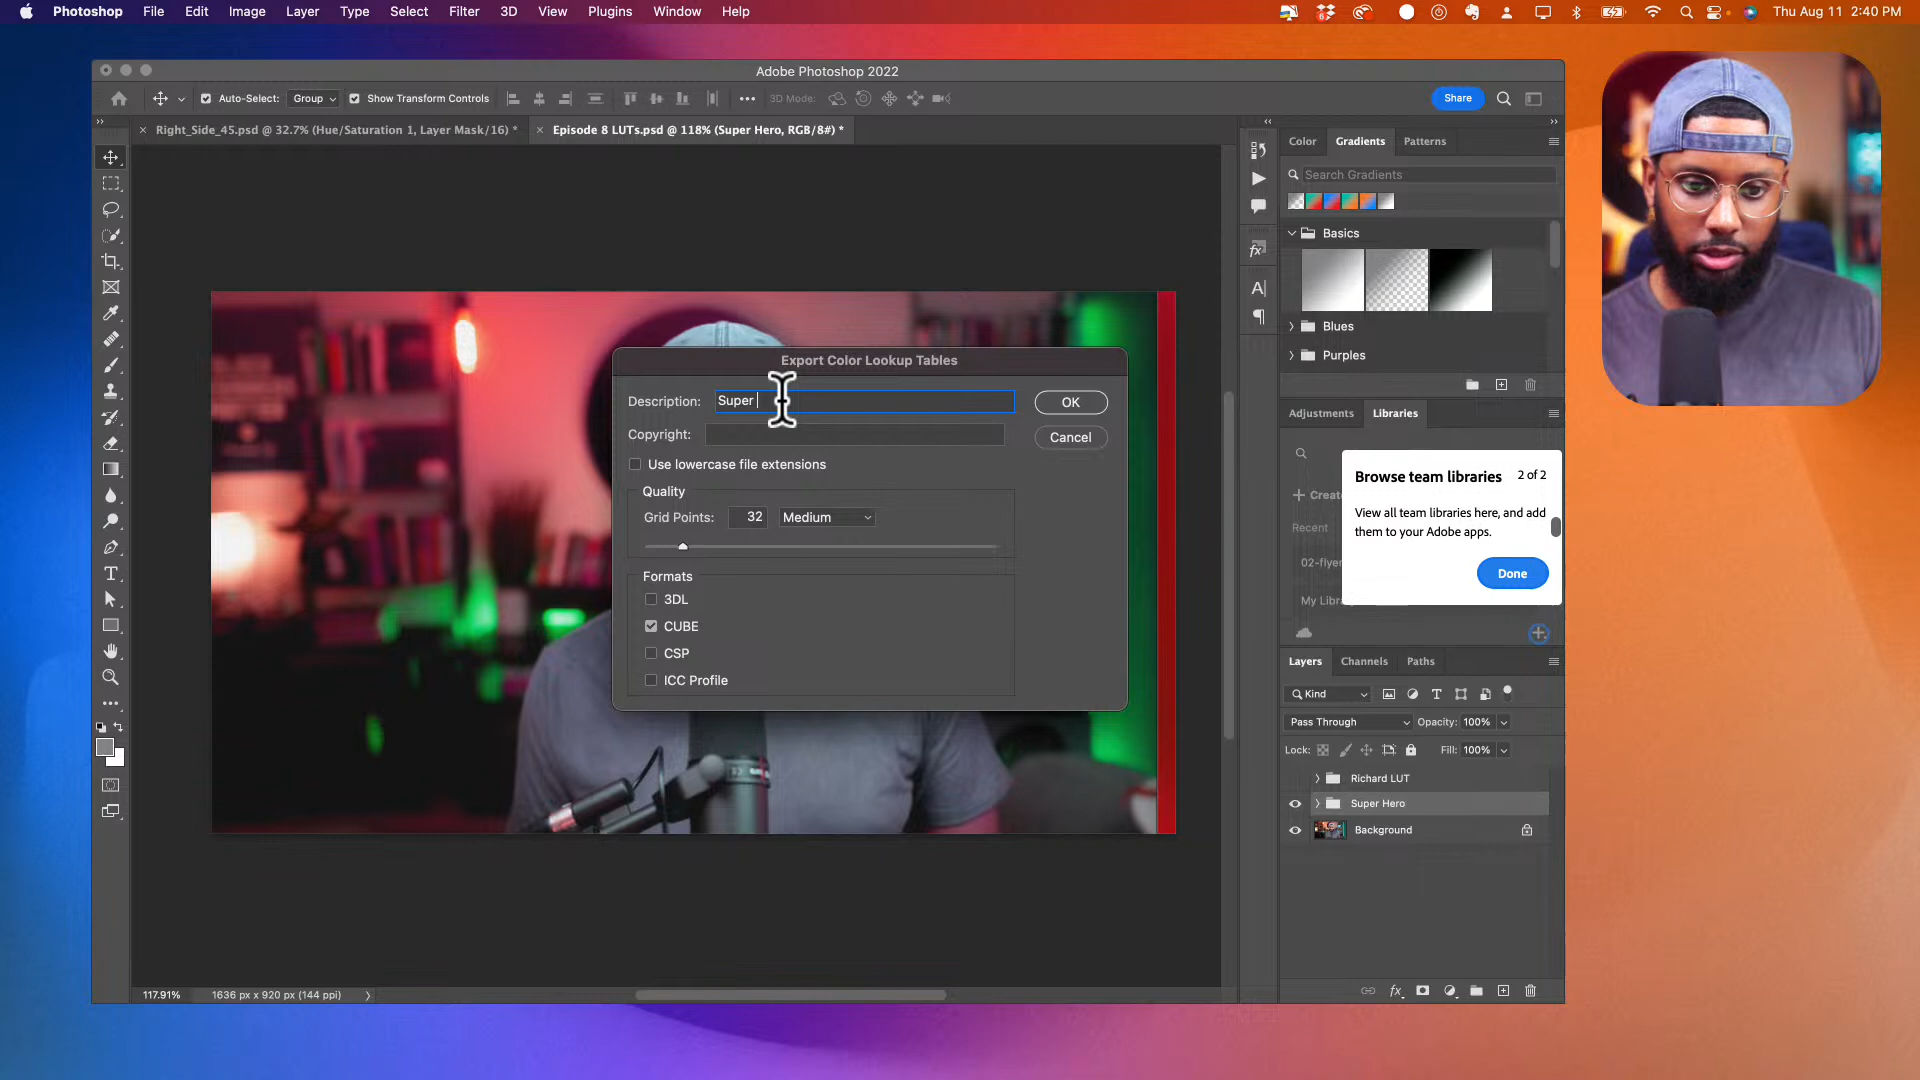 Photoshop File Edit Image Layer Type Select Filter 3D View Plugins Window Help
Thu Aug 11 2:40 PM
Adobe Photoshop 2022
Auto-Select: Group Show Transform Controls
3D Mode:
Share
Right_Side_45.psd @ 32.7% (Hue/Saturation 1, Layer Mask/16) *
Episode 8 LUTs.psd @ 118% (Super Hero, RGB/8#) *
Color Gradients Patterns
Search Gradients
Basics
Blues
Purples
Export Color Lookup Tables
Description: Super
OK
Copyright:
Cancel
Use lowercase file extensions
Quality
Grid Points: 32 Medium
Formats
3DL
CUBE
CSP
ICC Profile
Adjustments Libraries
Browse team libraries 2 of 2
View all team libraries here, and add
them to your Adobe apps.
Done
Recent
Layers Channels Paths
Kind
Pass Through Opacity: 100%
Lock: Fill: 100%
Richard LUT
Super Hero
Background
117.91% 1636 px x 920 px (144 ppi)